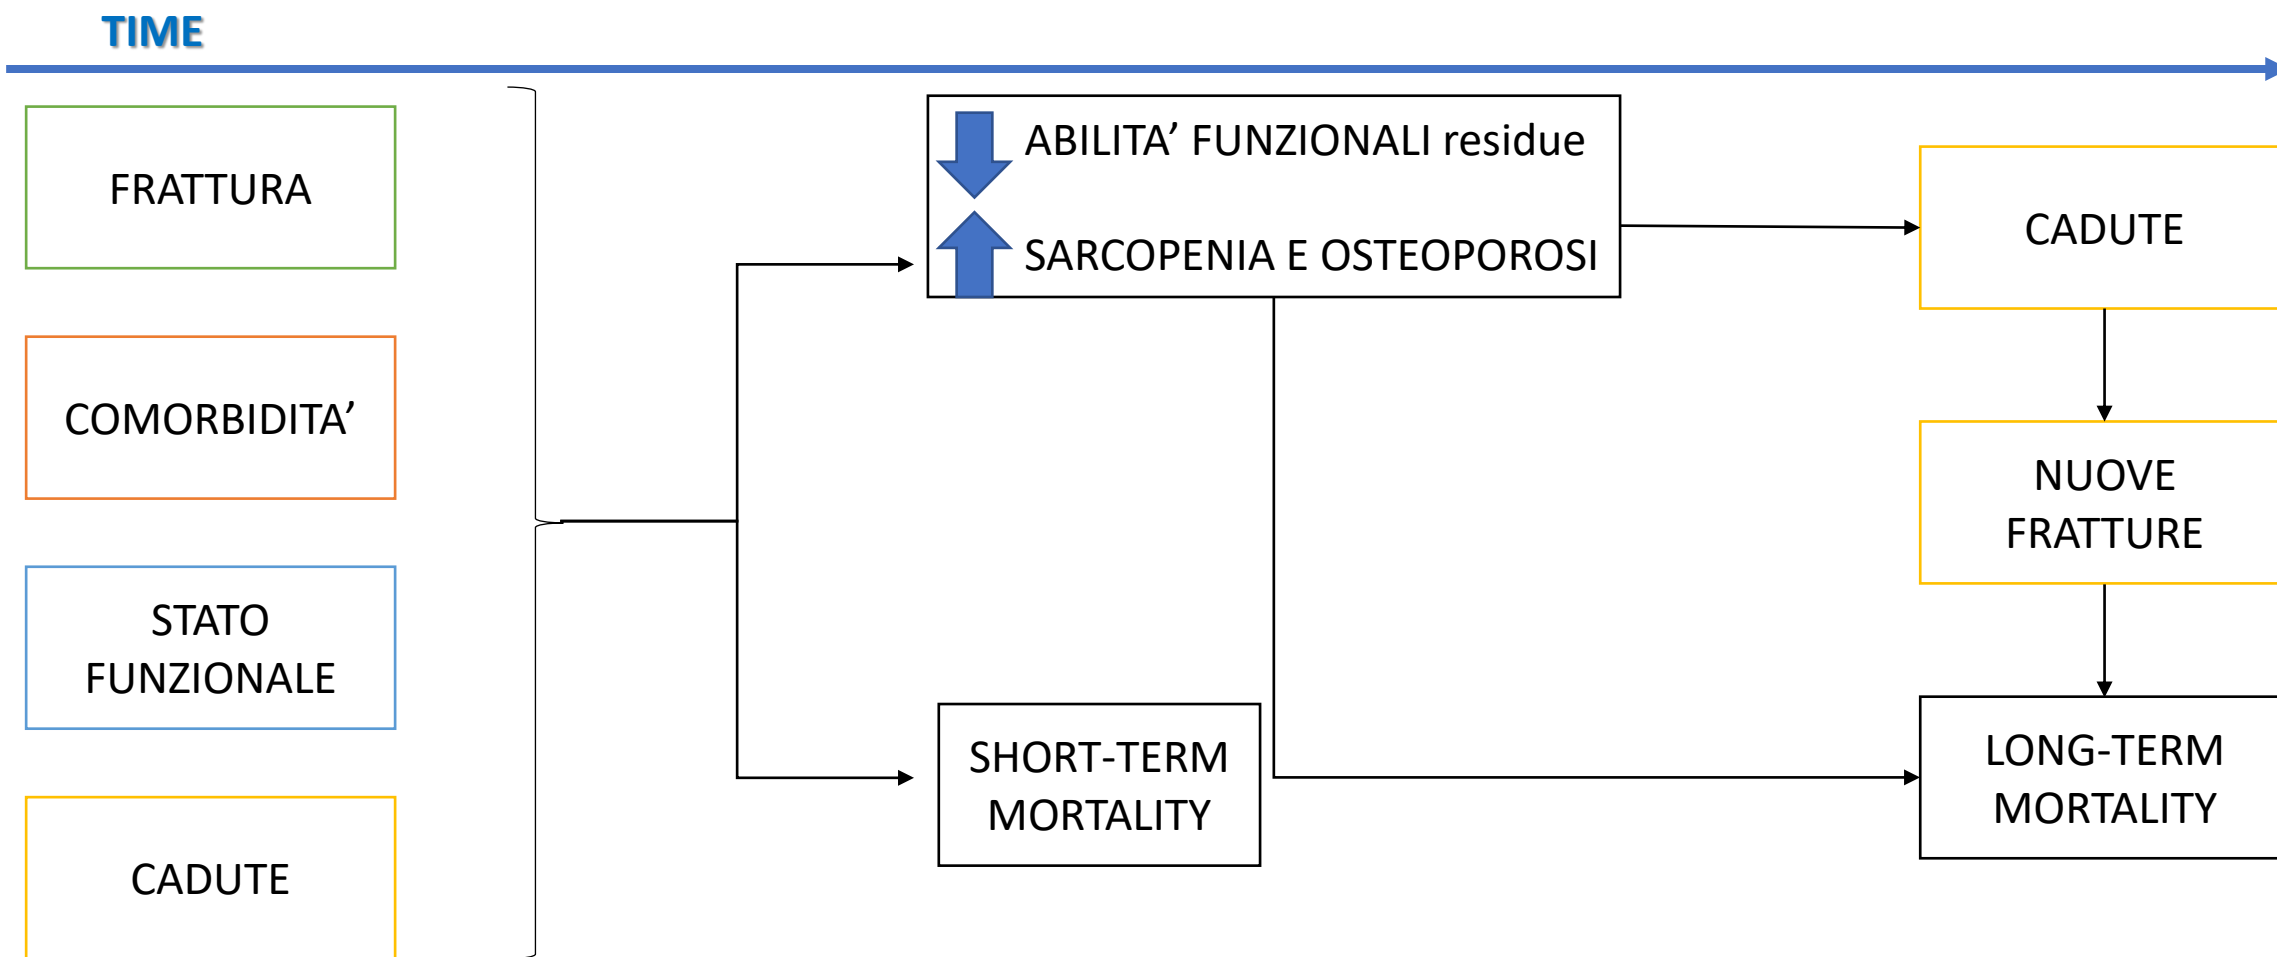 TIME
FRATTURA
COMORBIDITA’
STATO
FUNZIONALE
CADUTE
ABILITA’ FUNZIONALI residue
SARCOPENIA E OSTEOPOROSI
SHORT-TERM
MORTALITY
CADUTE
NUOVE
FRATTURE
LONG-TERM
MORTALITY